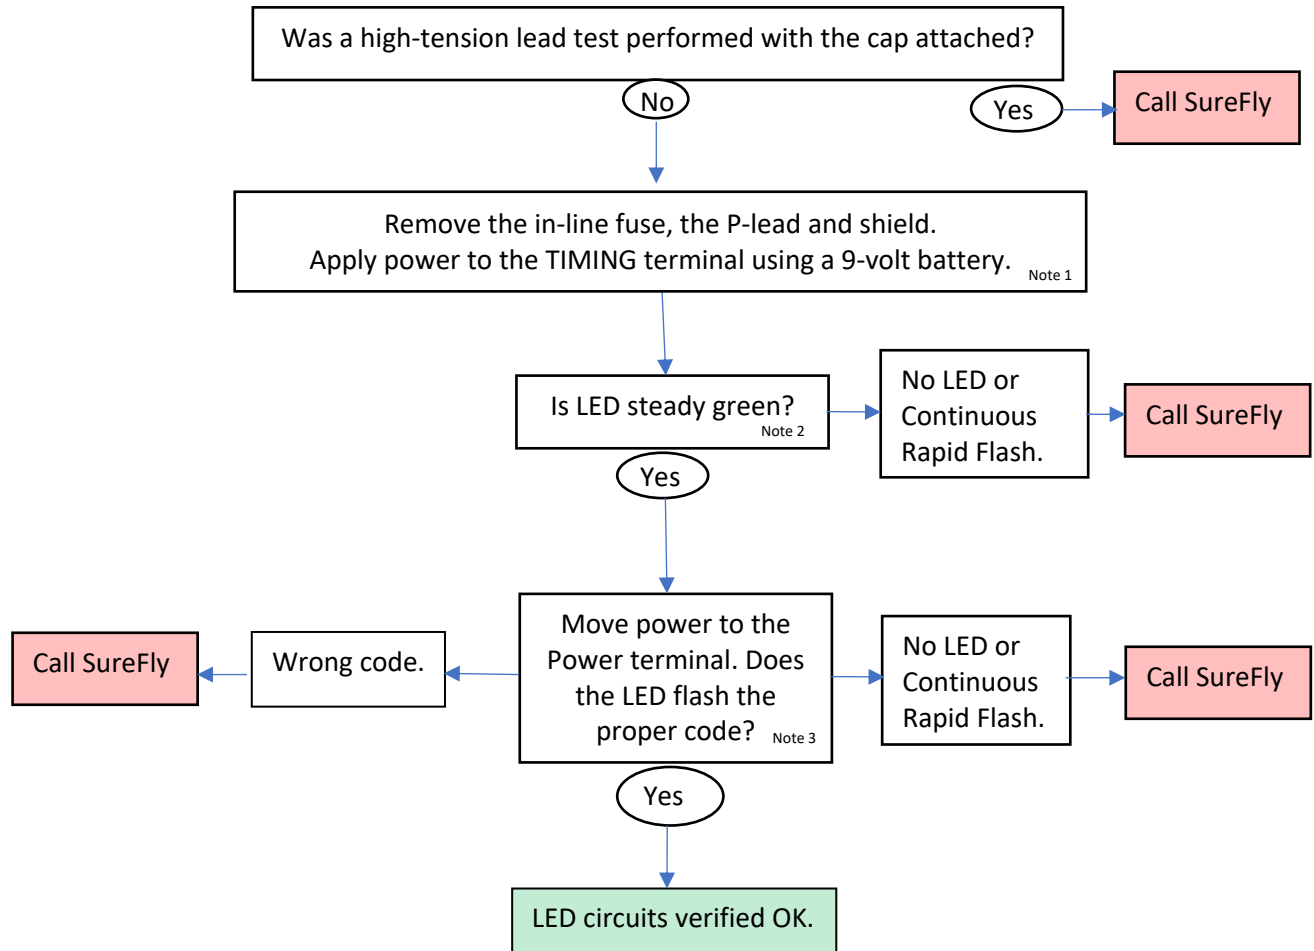 Was a high-tension lead test performed with the cap attached?
No
Yes
Call SureFly
Remove the in-line fuse, the P-lead and shield.
Apply power to the TIMING terminal using a 9-volt battery.
Note 1
Is LED steady green?
Note 2
No LED or
Continuous
Rapid Flash.
Call SureFly
Yes
Call SureFly
Wrong code.
Move power to the
Power terminal. Does
the LED flash the
proper code?
Note 3
No LED or
Continuous
Rapid Flash.
Call SureFly
Yes
LED circuits verified OK.